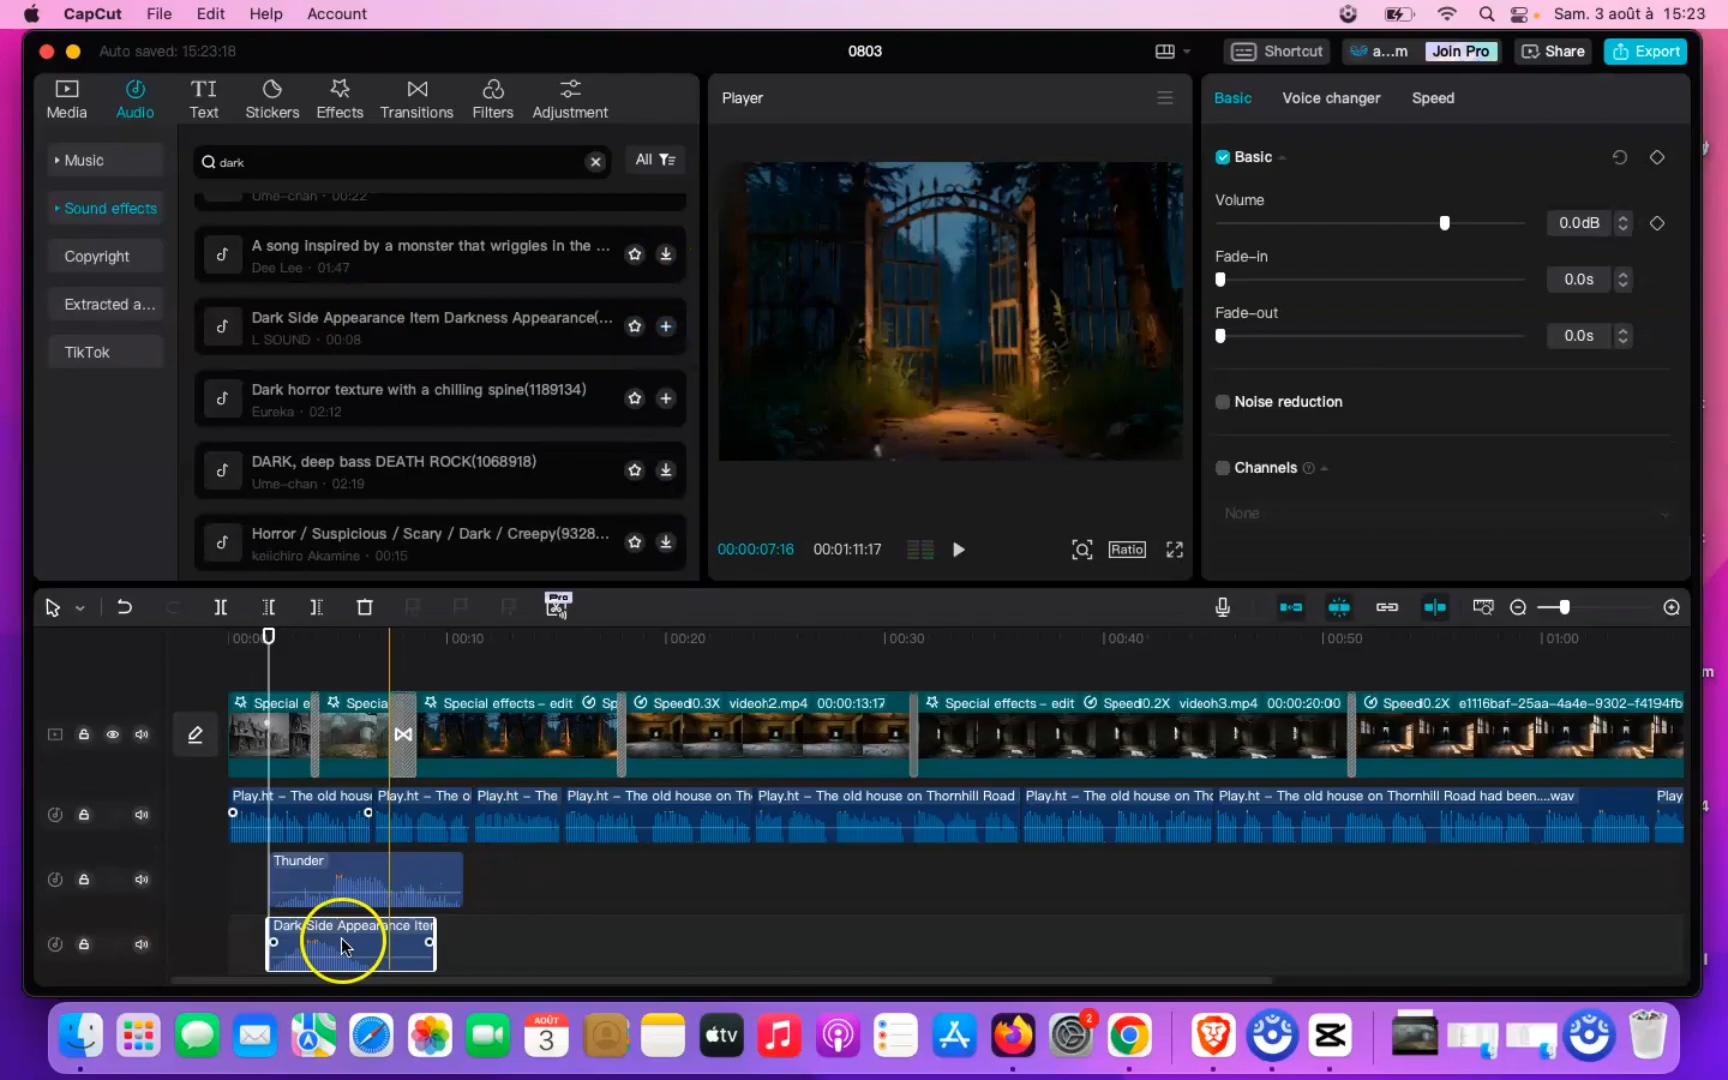 CapCut File Edit Help Account
Sam. 3 août à 15:23
Auto saved: 15:23:18
0803
Shortcut
a...m
Join Pro
Share
Export
Media
Audio
Text
Stickers
Effects
Transitions
Filters
Adjustment
Music
Sound effects
Copyright
Extracted a...
TikTok
dark
All
Ume-chan · 00:22
A song inspired by a monster that wriggles in the ...
Dee Lee · 01:47
Dark Side Appearance Item Darkness Appearance(...
L SOUND · 00:08
Dark horror texture with a chilling spine(1189134)
Eureka · 02:12
DARK, deep bass DEATH ROCK(1068918)
Ume-chan · 02:19
Horror / Suspicious / Scary / Dark / Creepy(9328...
keiichiro Akamine · 00:15
Player
00:00:07:16 00:01:11:17
Ratio
Basic
Voice changer
Speed
Basic
Volume
0.0dB
Fade-in
0.0s
Fade-out
0.0s
Noise reduction
Channels
None
Pro
00:00 00:10 00:20 00:30 00:40 00:50 01:00
Special e
Specia
Special effects – edit
Sp
Speed0.3X videoh2.mp4 00:00:13:17
Special effects – edit
Speed0.2X videoh3.mp4 00:00:20:00
Speed0.2X e1116baf-25aa-4a4e-9302-f4194fb
Play.ht – The old hous
Play.ht – The o
Play.ht – The
Play.ht – The old house on Th
Play.ht – The old house on Thornhill Road
Play.ht – The old house on Tho
Play.ht – The old house on Thornhill Road had been....wav
Play
Thunder
Dark Side Appearance Iter
AOÛT
3
tv
2